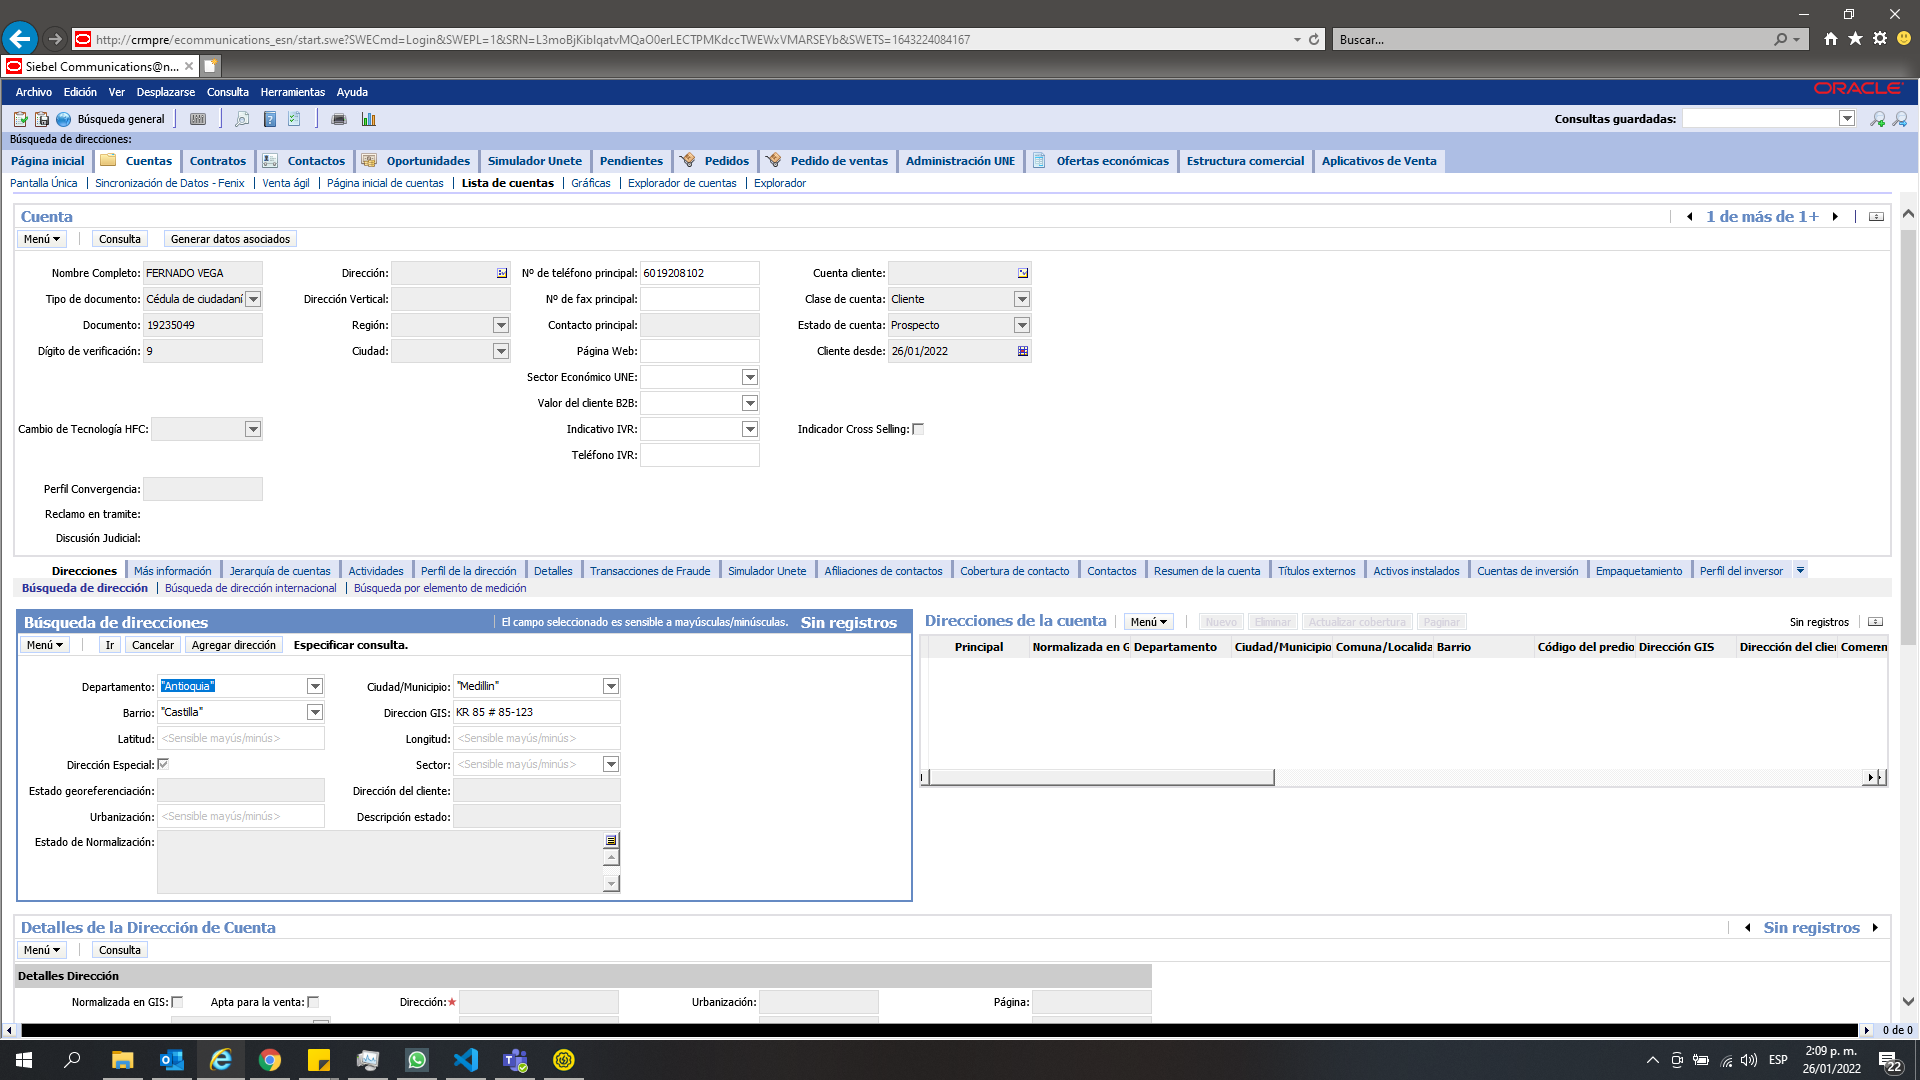 http://crmpre/ecommunications_esn/start.swe?SWECmd=Login&SWEPL=1&SRN=L3moBjKiblqatvMQaO0erLECTPMKdccTWEWxVMARSEYb&SWETS=1643224084167
Buscar...
Siebel Communications@n...
Archivo Edición Ver Desplazarse Consulta Herramientas Ayuda
ORACLE
Búsqueda general
Consultas guardadas:
Búsqueda de direcciones:
Página inicial Cuentas Contratos Contactos Oportunidades Simulador Unete Pendientes Pedidos Pedido de ventas Administración UNE Ofertas económicas Estructura comercial Aplicativos de Venta
Pantalla Única Sincronización de Datos - Fenix Venta ágil Página inicial de cuentas Lista de cuentas Gráficas Explorador de cuentas Explorador
Cuenta
1 de más de 1+
Menú Consulta Generar datos asociados
Nombre Completo: FERNADO VEGA Dirección: Nº de teléfono principal: 6019208102 Cuenta cliente:
Tipo de documento: Cédula de ciudadaní Dirección Vertical: Nº de fax principal: Clase de cuenta: Cliente
Documento: 19235049 Región: Contacto principal: Estado de cuenta: Prospecto
Dígito de verificación: 9 Ciudad: Página Web: Cliente desde: 26/01/2022
Sector Económico UNE:
Valor del cliente B2B:
Cambio de Tecnología HFC: Indicativo IVR: Indicador Cross Selling:
Teléfono IVR:
Perfil Convergencia:
Reclamo en tramite:
Discusión Judicial:
Direcciones Más información Jerarquía de cuentas Actividades Perfil de la dirección Detalles Transacciones de Fraude Simulador Unete Afiliaciones de contactos Cobertura de contacto Contactos Resumen de la cuenta Títulos externos Activos instalados Cuentas de inversión Empaquetamiento Perfil del inversor
Búsqueda de dirección Búsqueda de dirección internacional Búsqueda por elemento de medición
Búsqueda de direcciones El campo seleccionado es sensible a mayúsculas/minúsculas. Sin registros
Menú Ir Cancelar Agregar dirección Especificar consulta.
Departamento: "Antioquia" Ciudad/Municipio: "Medillin"
Barrio: "Castilla" Direccion GIS: KR 85 # 85-123
Latitud: <Sensible mayús/minús> Longitud: <Sensible mayús/minús>
Dirección Especial: Sector: <Sensible mayús/minús>
Estado georeferenciación: Dirección del cliente:
Urbanización: <Sensible mayús/minús> Descripción estado:
Estado de Normalización:
Direcciones de la cuenta Menú Nuevo Eliminar Actualizar cobertura Paginar Sin registros
Principal Normalizada en G Departamento Ciudad/Municipio Comuna/Localida Barrio Código del predio Dirección GIS Dirección del clier Comen
Detalles de la Dirección de Cuenta
Sin registros
Menú Consulta
Detalles Dirección
Normalizada en GIS: Apta para la venta: Dirección:★ Urbanización: Página:
0 de 0
ESP
2:09 p. m.
26/01/2022
22